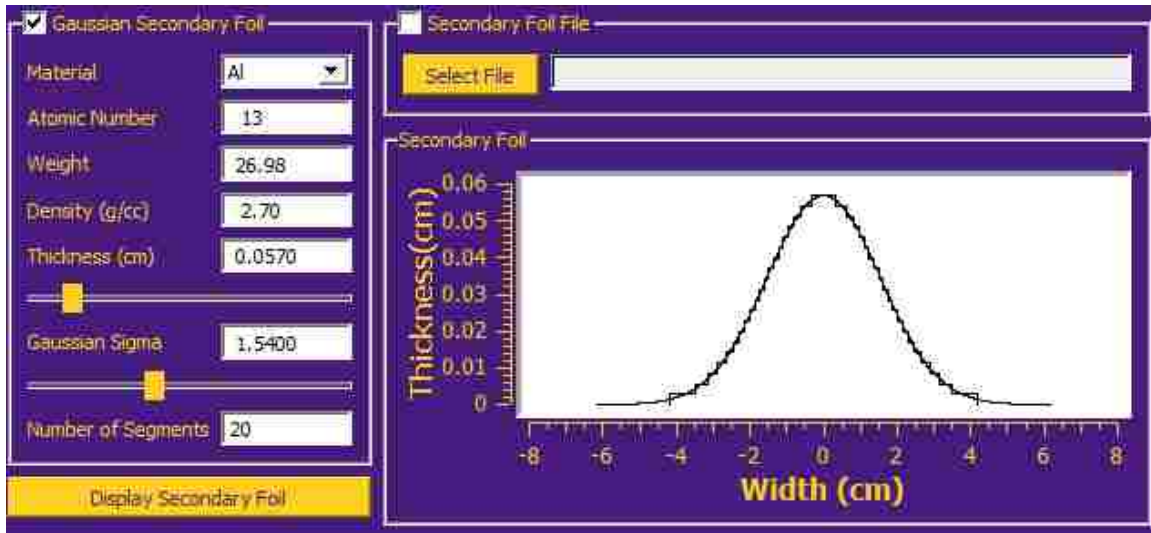 Gaussian Secondary Foil
Material Al
Atomic Number 13
Weight 26.98
Density (g/cc) 2.70
Thickness (cm) 0.0570
Gaussian Sigma 1.5400
Number of Segments 20
Display Secondary Foil
Secondary Foil File
Select File
Secondary Foil
Thickness(cm)
0.06
0.05
0.04
0.03
0.02
0.01
0
-8 -6 -4 -2 0 2 4 6 8
Width (cm)